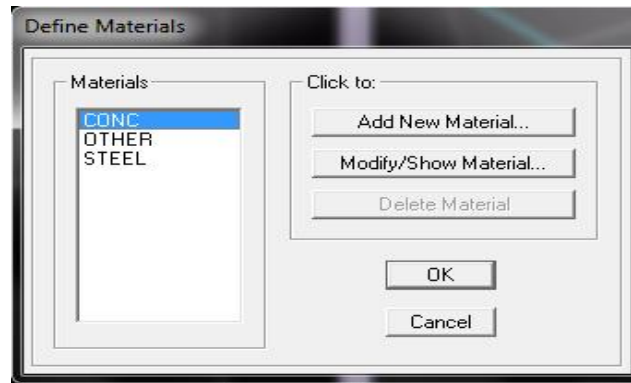 Define Materials
Materials
CONC
OTHER
STEEL
Click to:
Add New Material...
Modify/Show Material...
Delete Material
OK
Cancel